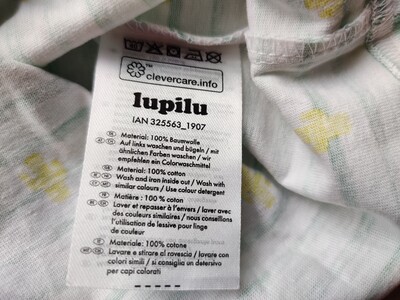 clevercare.info
lupilu
IAN 325563_1907
Material: 100% Baumwolle
Auf links waschen und bügeln / mit
ähnlichen Farben waschen / wir
empfehlen ein Colorwaschmittel
Material: 100% cotton
Wash and iron inside out / Wash with
similar colours / Use colour detergent
Matière : 100% coton
Laver et repasser à l'envers / laver avec
des couleurs similaires / nous conseillons
l'utilisation de lessive pour linge
de couleur
Materiale: 100% cotone
Lavare e stirare al rovescio / lavare con
colori simili / si consiglia un detersivo
per capi colorati